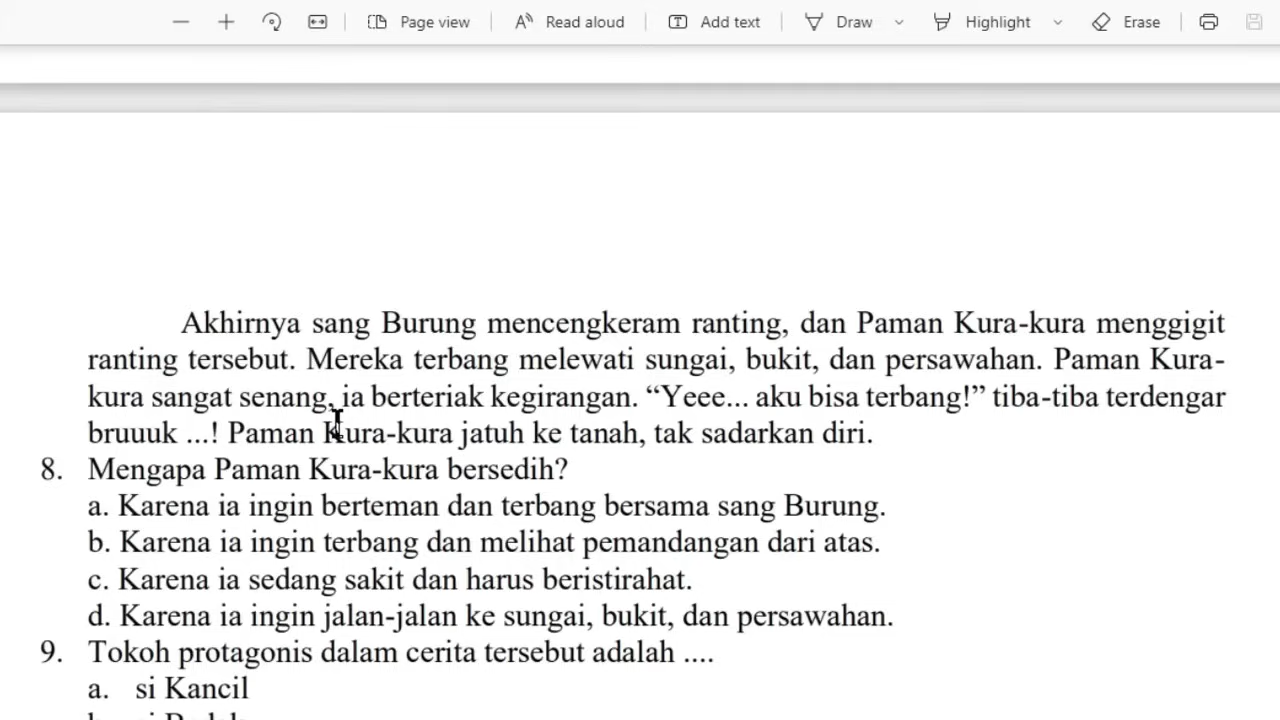 Page view
Read aloud
Add text
Draw
Highlight
Erase
Akhirnya sang Burung mencengkeram ranting, dan Paman Kura-kura menggigit
ranting tersebut. Mereka terbang melewati sungai, bukit, dan persawahan. Paman Kura-
kura sangat senang, ia berteriak kegirangan. “Yeee... aku bisa terbang!” tiba-tiba terdengar
bruuuk ...! Paman Kura-kura jatuh ke tanah, tak sadarkan diri.
8. Mengapa Paman Kura-kura bersedih?
a. Karena ia ingin berteman dan terbang bersama sang Burung.
b. Karena ia ingin terbang dan melihat pemandangan dari atas.
c. Karena ia sedang sakit dan harus beristirahat.
d. Karena ia ingin jalan-jalan ke sungai, bukit, dan persawahan.
9. Tokoh protagonis dalam cerita tersebut adalah ....
a. si Kancil